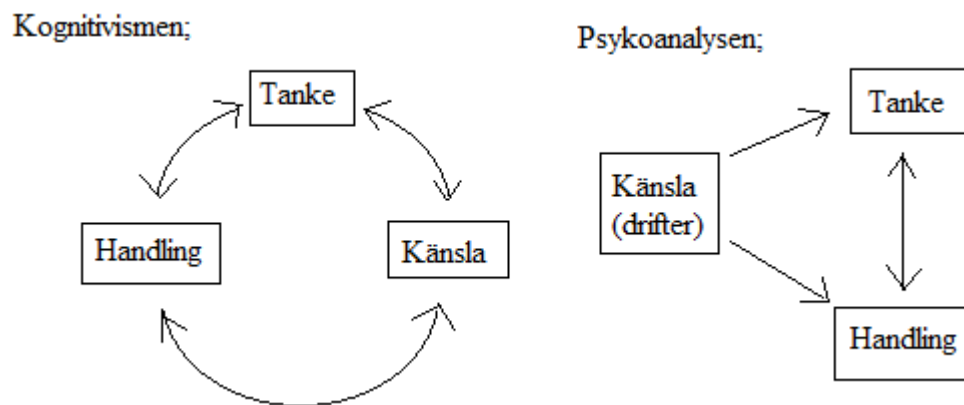 Kognitivismen;
Tanke
Handling
Känsla
Psykoanalysen;
Tanke
Känsla
(drifter)
Handling